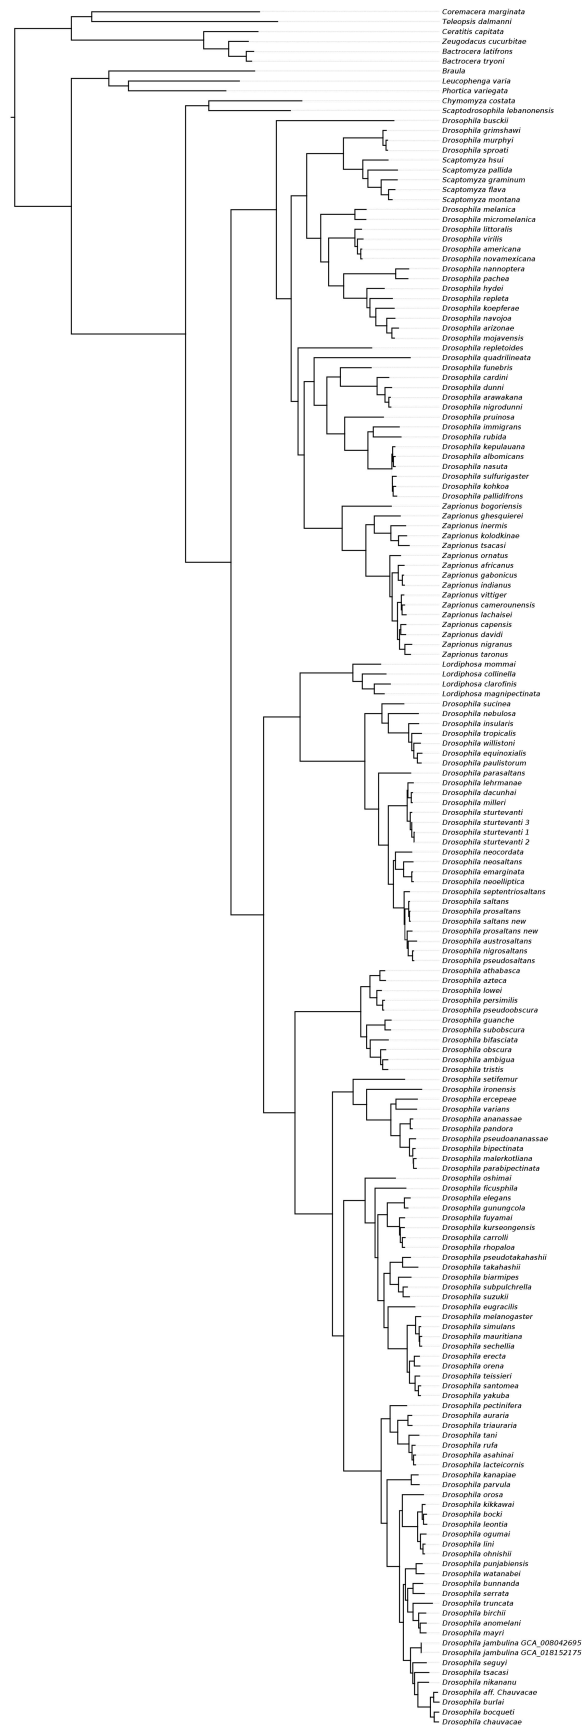 Coremacera marginata
Teleopsis dalmanni
Ceratitis capitata
Zeugodacus cucurbitae
Bactrocera latifrons
Bactrocera tryoni
Braula
Leucophenga varia
Phortica variegata
Chymomyza costata
Scaptodrosophila lebanonensis
Drosophila busckii
Drosophila grimshawi
Drosophila murphyi
Drosophila sproati
Scaptomyza hsui
Scaptomyza pallida
Scaptomyza graminum
Scaptomyza flava
Scaptomyza montana
Drosophila melanica
Drosophila micromelanica
Drosophila littoralis
Drosophila virilis
Drosophila americana
Drosophila novamexicana
Drosophila nannoptera
Drosophila pachea
Drosophila hydei
Drosophila repleta
Drosophila koepferae
Drosophila navojoa
Drosophila arizonae
Drosophila mojavensis
Drosophila repletoides
Drosophila quadrilineata
Drosophila funebris
Drosophila cardini
Drosophila dunni
Drosophila arawakana
Drosophila nigrodunni
Drosophila pruinosa
Drosophila immigrans
Drosophila rubida
Drosophila kepulauana
Drosophila albomicans
Drosophila nasuta
Drosophila sulfurigaster
Drosophila kohkoa
Drosophila pallidifrons
Zaprionus bogoriensis
Zaprionus ghesquierei
Zaprionus inermis
Zaprionus kolodkinae
Zaprionus tsacasi
Zaprionus ornatus
Zaprionus africanus
Zaprionus gabonicus
Zaprionus indianus
Zaprionus vittiger
Zaprionus camerounensis
Zaprionus lachaisei
Zaprionus capensis
Zaprionus davidi
Zaprionus nigranus
Zaprionus taronus
Lordiphosa mommai
Lordiphosa collinella
Lordiphosa clarofinis
Lordiphosa magnipectinata
Drosophila sucinea
Drosophila nebulosa
Drosophila insularis
Drosophila tropicalis
Drosophila willistoni
Drosophila equinoxialis
Drosophila paulistorum
Drosophila parasaltans
Drosophila lehrmanae
Drosophila dacunhai
Drosophila milleri
Drosophila sturtevanti
Drosophila sturtevanti 3
Drosophila sturtevanti 1
Drosophila sturtevanti 2
Drosophila neocordata
Drosophila neosaltans
Drosophila emarginata
Drosophila neoelliptica
Drosophila septentriosaltans
Drosophila saltans
Drosophila prosaltans
Drosophila saltans new
Drosophila prosaltans new
Drosophila austrosaltans
Drosophila nigrosaltans
Drosophila pseudosaltans
Drosophila athabasca
Drosophila azteca
Drosophila lowei
Drosophila persimilis
Drosophila pseudoobscura
Drosophila guanche
Drosophila subobscura
Drosophila bifasciata
Drosophila obscura
Drosophila ambigua
Drosophila tristis
Drosophila setifemur
Drosophila ironensis
Drosophila ercepeae
Drosophila varians
Drosophila ananassae
Drosophila pandora
Drosophila pseudoananassae
Drosophila bipectinata
Drosophila malerkotliana
Drosophila parabipectinata
Drosophila oshimai
Drosophila ficusphila
Drosophila elegans
Drosophila gunungcola
Drosophila fuyamai
Drosophila kurseongensis
Drosophila carrolli
Drosophila rhopaloa
Drosophila pseudotakahashii
Drosophila takahashii
Drosophila biarmipes
Drosophila subpulchrella
Drosophila suzukii
Drosophila eugracilis
Drosophila melanogaster
Drosophila simulans
Drosophila mauritiana
Drosophila sechellia
Drosophila erecta
Drosophila orena
Drosophila teissieri
Drosophila santomea
Drosophila yakuba
Drosophila pectinifera
Drosophila auraria
Drosophila triauraria
Drosophila tani
Drosophila rufa
Drosophila asahinai
Drosophila lacteicornis
Drosophila kanapiae
Drosophila parvula
Drosophila orosa
Drosophila kikkawai
Drosophila bocki
Drosophila leontia
Drosophila ogumai
Drosophila lini
Drosophila ohnishii
Drosophila punjabiensis
Drosophila watanabei
Drosophila bunnanda
Drosophila serrata
Drosophila truncata
Drosophila birchii
Drosophila anomelani
Drosophila mayri
Drosophila jambulina GCA_008042695
Drosophila jambulina GCA_018152175
Drosophila seguyi
Drosophila tsacasi
Drosophila nikananu
Drosophila aff. Chauvacae
Drosophila burlai
Drosophila bocqueti
Drosophila chauvacae